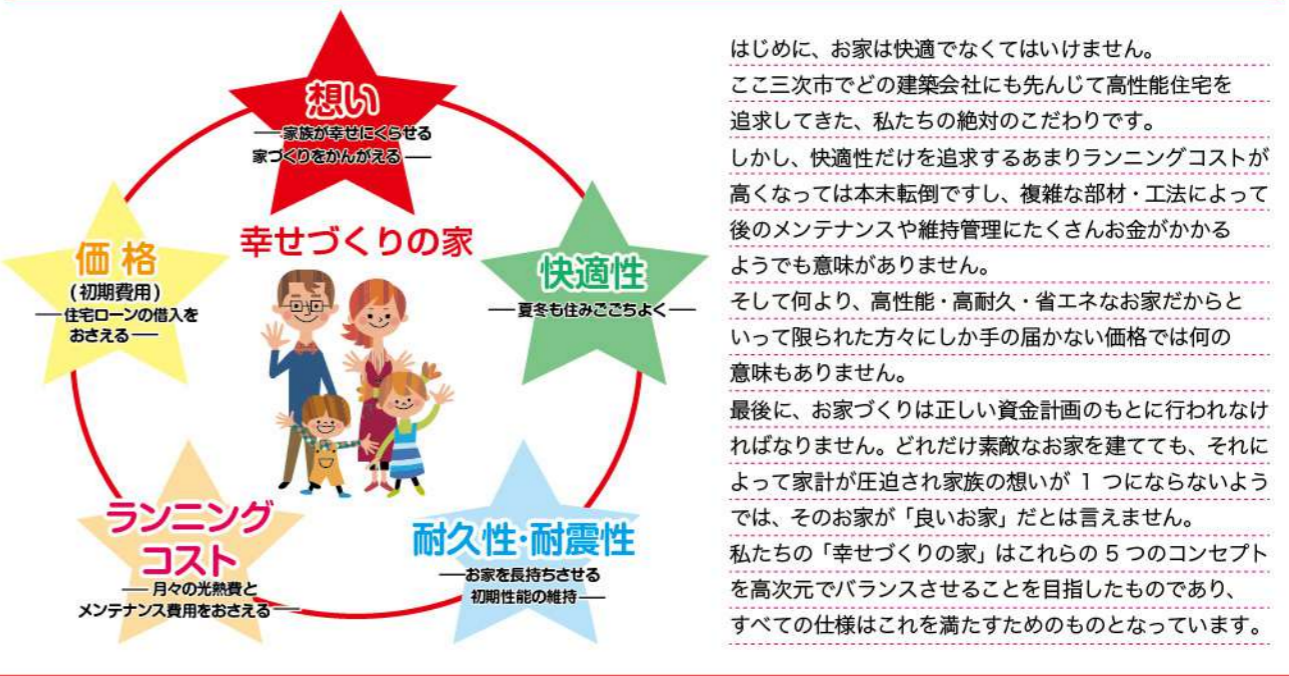 想い
──家族が幸せにくらせる
家づくりをかんがえる──
幸せづくりの家
価格
(初期費用)
──住宅ローンの借入を
おさえる──
快適性
──夏冬も住みごこちよく──
ランニング
コスト
──月々の光熱費と
メンテナンス費用をおさえる──
耐久性・耐震性
──お家を長持ちさせる
初期性能の維持──
はじめに、お家は快適でなくてはいけません。
ここ三次市でどの建築会社にも先んじて高性能住宅を
追求してきた、私たちの絶対のこだわりです。
しかし、快適性だけを追求するあまりランニングコストが
高くなっては本末転倒ですし、複雑な部材・工法によって
後のメンテナンスや維持管理にたくさんお金がかかる
ようでも意味がありません。
そして何より、高性能・高耐久・省エネなお家だからと
いって限られた方々にしか手の届かない価格では何の
意味もありません。
最後に、お家づくりは正しい資金計画のもとに行われなけ
ればなりません。どれだけ素敵なお家を建てても、それに
よって家計が圧迫され家族の想いが 1 つにならないよう
では、そのお家が「良いお家」だとは言えません。
私たちの「幸せづくりの家」はこれらの 5 つのコンセプト
を高次元でバランスさせることを目指したものであり、
すべての仕様はこれを満たすためのものとなっています。